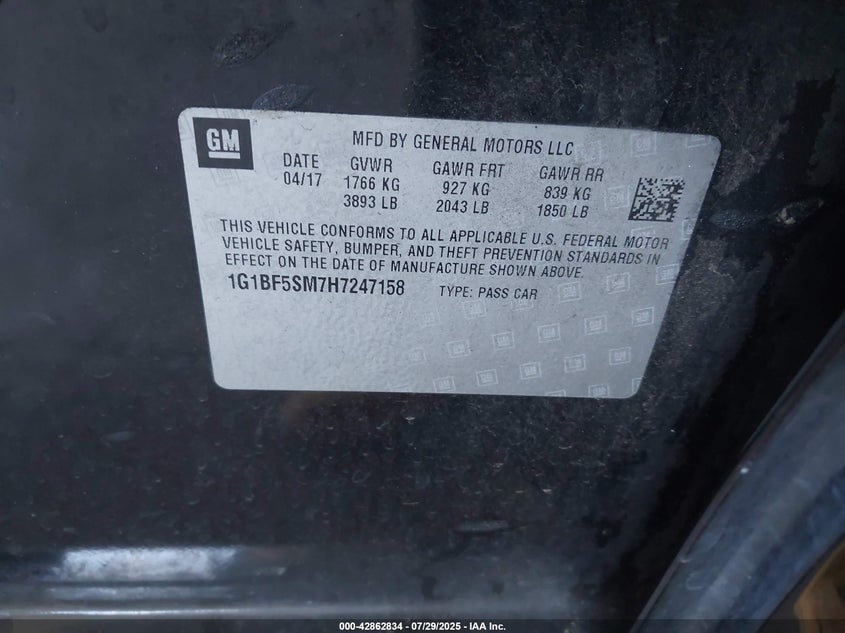 GM
MFD BY GENERAL MOTORS LLC
DATE GVWR GAWR FRT GAWR RR
04/17 1766 KG 927 KG 839 KG
3893 LB 2043 LB 1850 LB
THIS VEHICLE CONFORMS TO ALL APPLICABLE U.S. FEDERAL MOTOR
VEHICLE SAFETY, BUMPER, AND THEFT PREVENTION STANDARDS IN
EFFECT ON THE DATE OF MANUFACTURE SHOWN ABOVE.
1G1BF5SM7H7247158 TYPE: PASS CAR
000-42862834 / 07/29/2025 - IAA Inc.